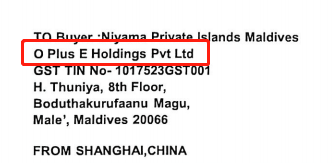 TO Buyer :Niyama Private Islands Maldives
O Plus E Holdings Pvt Ltd
GST TIN No- 1017523GST001
H. Thuniya, 8th Floor,
Boduthakurufaanu Magu,
Male', Maldives 20066
FROM SHANGHAI,CHINA